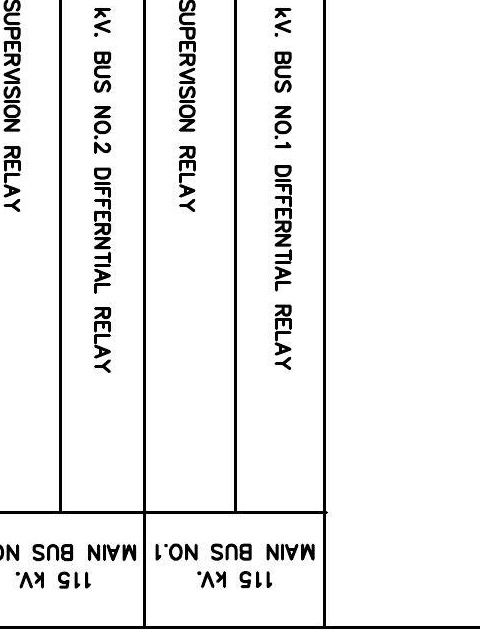 kV. BUS NO.1 DIFFERNTIAL RELAY
SUPERVISION RELAY
kV. BUS NO.2 DIFFERNTIAL RELAY
SUPERVISION RELAY
115 kV.
MAIN BUS NO.1
115 kV.
MAIN BUS NO